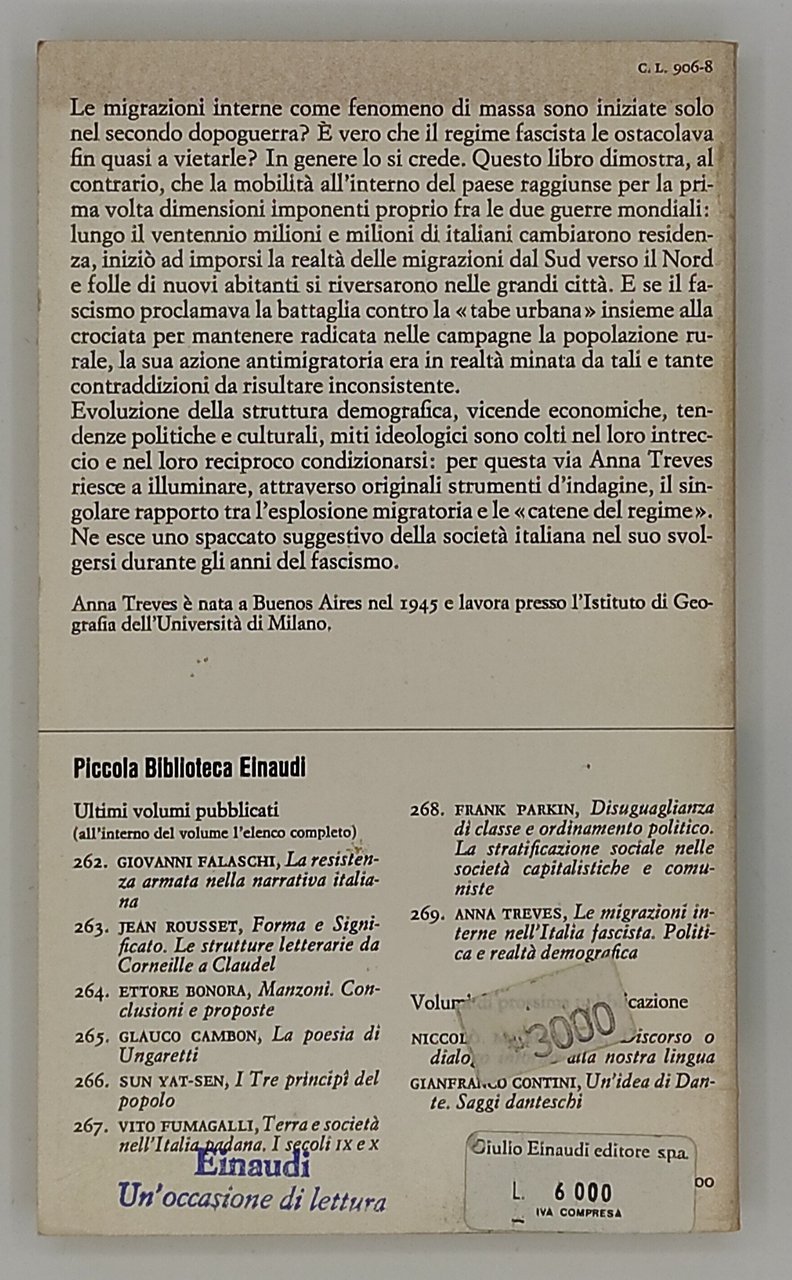 C. L. 906-8
Le migrazioni interne come fenomeno di massa sono iniziate solo
nel secondo dopoguerra? È vero che il regime fascista le ostacolava
fin quasi a vietarle? In genere lo si crede. Questo libro dimostra, al
contrario, che la mobilità all'interno del paese raggiunse per la pri-
ma volta dimensioni imponenti proprio fra le due guerre mondiali:
lungo il ventennio milioni e milioni di italiani cambiarono residen-
za, iniziò ad imporsi la realtà delle migrazioni dal Sud verso il Nord
e folle di nuovi abitanti si riversarono nelle grandi città. E se il fa-
scismo proclamava la battaglia contro la «tabe urbana» insieme alla
crociata per mantenere radicata nelle campagne la popolazione ru-
rale, la sua azione antimigratoria era in realtà minata da tali e tante
contraddizioni da risultare inconsistente.
Evoluzione della struttura demografica, vicende economiche, ten-
denze politiche e culturali, miti ideologici sono colti nel loro intrec-
cio e nel loro reciproco condizionarsi: per questa via Anna Treves
riesce a illuminare, attraverso originali strumenti d'indagine, il sin-
golare rapporto tra l'esplosione migratoria e le «catene del regime».
Ne esce uno spaccato suggestivo della società italiana nel suo svol-
gersi durante gli anni del fascismo.
Anna Treves è nata a Buenos Aires nel 1945 e lavora presso l'Istituto di Geo-
grafia dell'Università di Milano.
Piccola Biblioteca Einaudi
Ultimi volumi pubblicati
(all'interno del volume l'elenco completo)
262. GIOVANNI FALASCHI, La resisten-
za armata nella narrativa italia-
na
263. JEAN ROUSSET, Forma e Signi-
ficato. Le strutture letterarie da
Corneille a Claudel
264. ETTORE BONORA, Manzoni. Con-
clusioni e proposte
265. GLAUCO CAMBON, La poesia di
Ungaretti
266. SUN YAT-SEN, I Tre principî del
popolo
267. VITO FUMAGALLI, Terra e società
nell'Italia padana. I secoli IX e X
268. FRANK PARKIN, Disuguaglianza
di classe e ordinamento politico.
La stratificazione sociale nelle
società capitalistiche e comu-
niste
269. ANNA TREVES, Le migrazioni in-
terne nell'Italia fascista. Politi-
ca e realtà demografica
Volumi di prossima
NICCOLÒ Discorso o
alla nostra lingua
GIANFRANCO CONTINI, Un'idea di Dan-
te. Saggi danteschi
3000
Einaudi
Un'occasione di lettura
Giulio Einaudi editore s.p.a.
L. 6 000
IVA COMPRESA